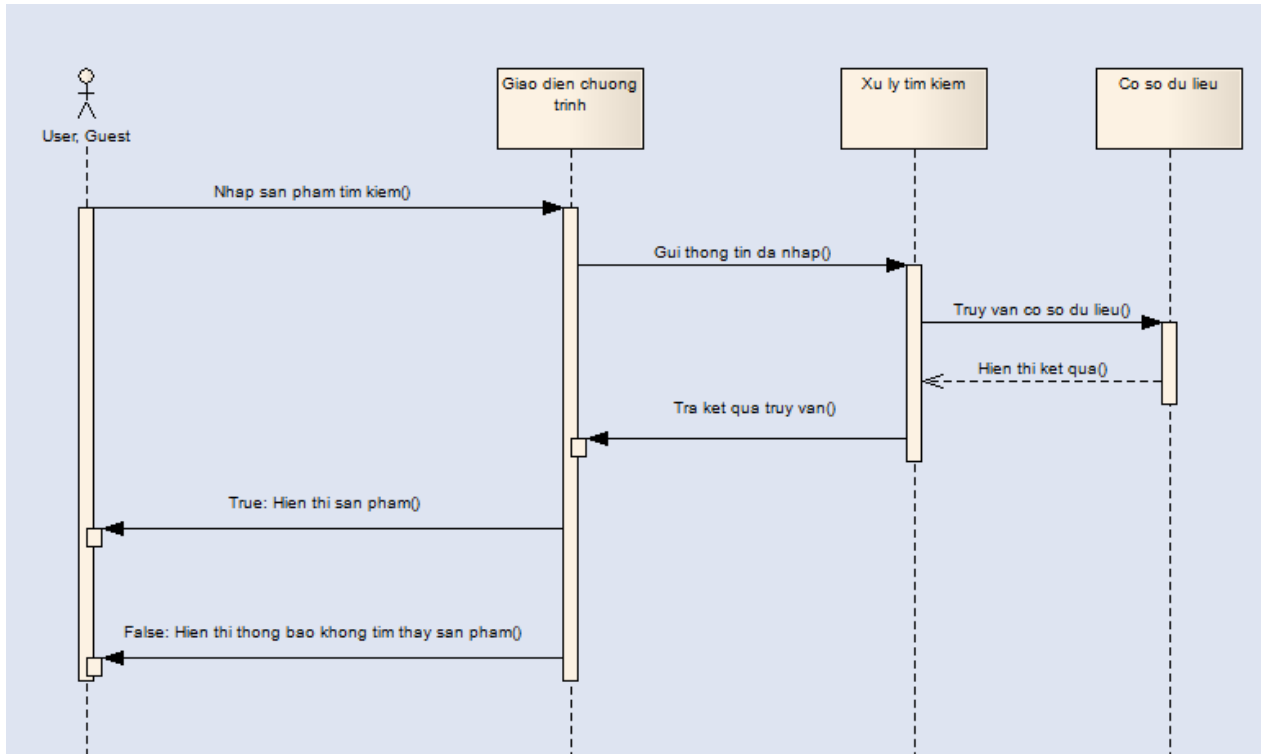 User, Guest
Giao dien chuong
trinh
Xu ly tim kiem
Co so du lieu
Nhap san pham tim kiem()
Gui thong tin da nhap()
Truy van co so du lieu()
Hien thi ket qua()
Tra ket qua truy van()
True: Hien thi san pham()
False: Hien thi thong bao khong tim thay san pham()